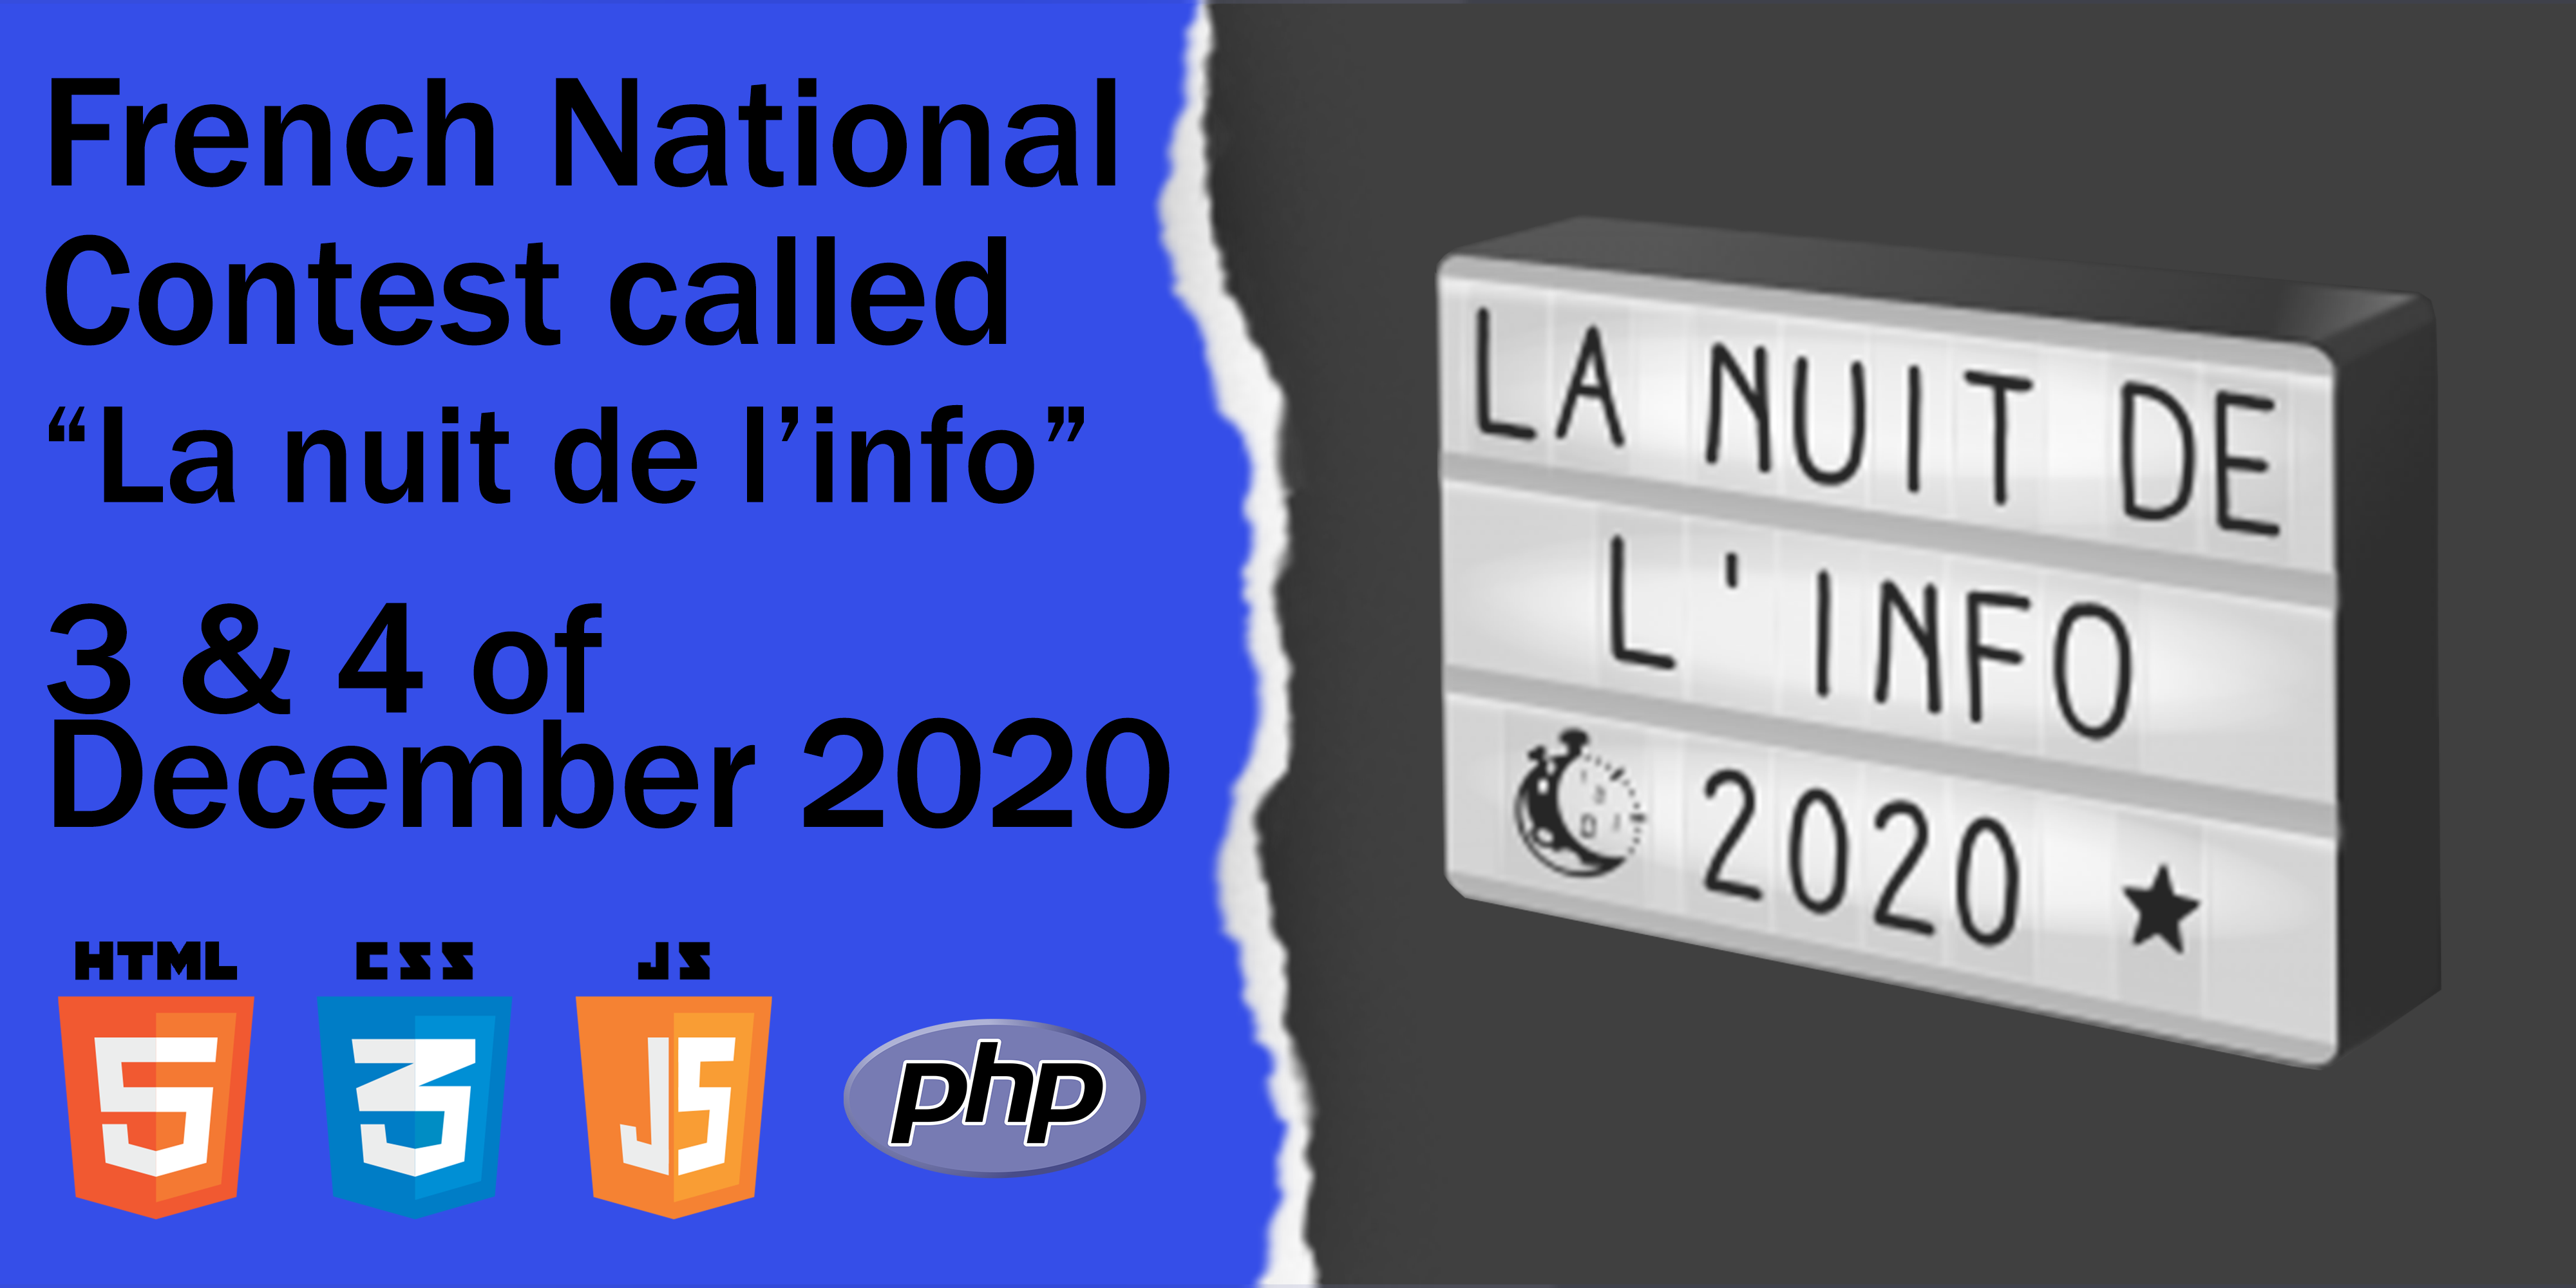 French National
Contest called
“La nuit de l’info”
3 & 4 of
December 2020
HTML CSS JS
5 3 JS php
LA NUIT DE
L'INFO
2020